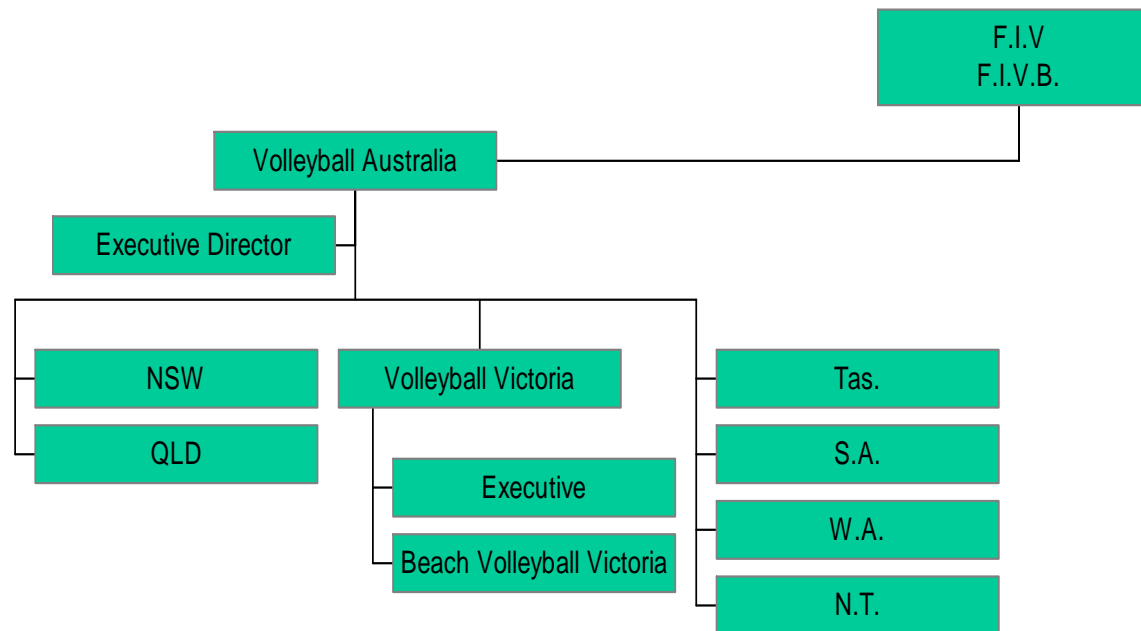 F.I.V
F.I.V.B.
Volleyball Australia
Executive Director
NSW
QLD
Volleyball Victoria
Executive
Beach Volleyball Victoria
Tas.
S.A.
W.A.
N.T.